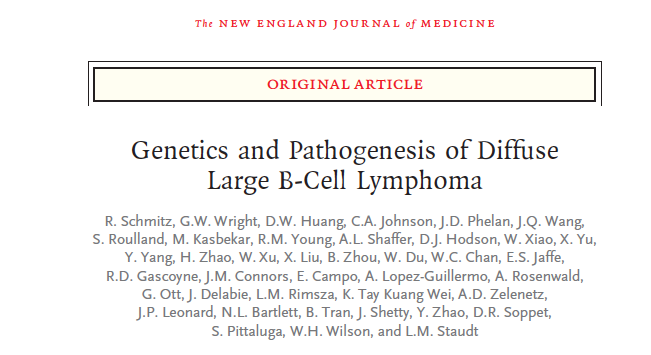 The NEW ENGLAND JOURNAL of MEDICINE
ORIGINAL ARTICLE
Genetics and Pathogenesis of Diffuse
Large B-Cell Lymphoma
R. Schmitz, G.W. Wright, D.W. Huang, C.A. Johnson, J.D. Phelan, J.Q. Wang,
S. Roulland, M. Kasbekar, R.M. Young, A.L. Shaffer, D.J. Hodson, W. Xiao, X. Yu,
Y. Yang, H. Zhao, W. Xu, X. Liu, B. Zhou, W. Du, W.C. Chan, E.S. Jaffe,
R.D. Gascoyne, J.M. Connors, E. Campo, A. Lopez-Guillermo, A. Rosenwald,
G. Ott, J. Delabie, L.M. Rimsza, K. Tay Kuang Wei, A.D. Zelenetz,
J.P. Leonard, N.L. Bartlett, B. Tran, J. Shetty, Y. Zhao, D.R. Soppet,
S. Pittaluga, W.H. Wilson, and L.M. Staudt